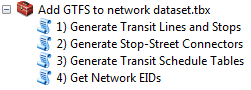 Add GTFS to network dataset.tbx
1) Generate Transit Lines and Stops
2) Generate Stop-Street Connectors
3) Generate Transit Schedule Tables
4) Get Network EIDs